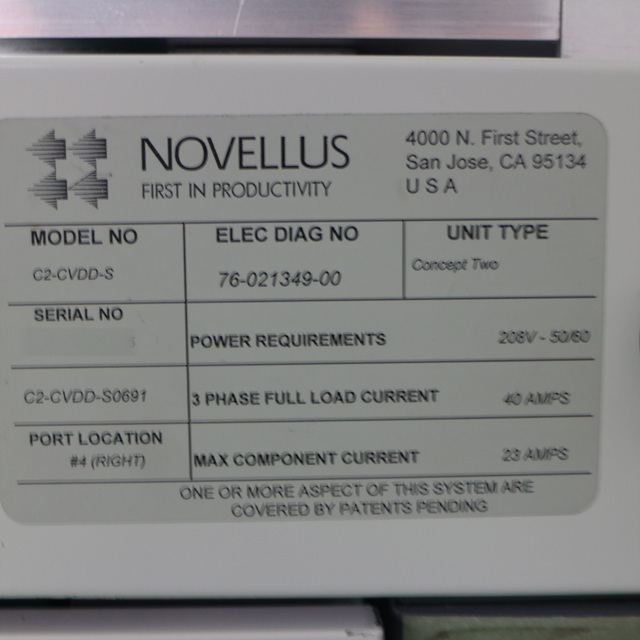 NOVELLUS
FIRST IN PRODUCTIVITY
4000 N. First Street,
San Jose, CA 95134
U S A
MODEL NO
C2-CVDD-S
ELEC DIAG NO
76-021349-00
UNIT TYPE
Concept Two
SERIAL NO
POWER REQUIREMENTS
208V - 50/60
C2-CVDD-S0691
3 PHASE FULL LOAD CURRENT
40 AMPS
PORT LOCATION
#4 (RIGHT)
MAX COMPONENT CURRENT
23 AMPS
ONE OR MORE ASPECT OF THIS SYSTEM ARE
COVERED BY PATENTS PENDING